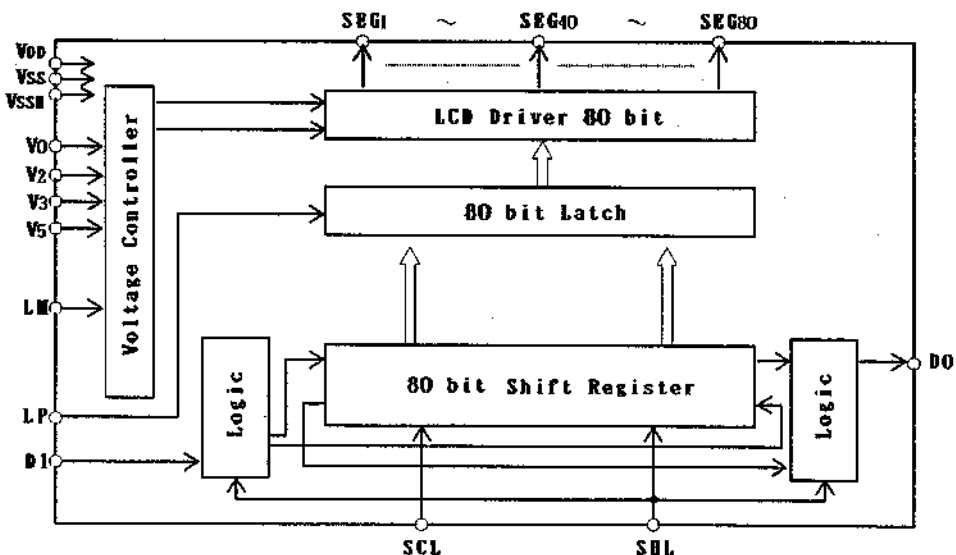 SEG1 ~ SEG40 ~ SEG80
VDD
VSS
VSSH
V0
V2
V3
V5
LM
LP
DI
Voltage Controller
LCD Driver 80 bit
80 bit Latch
Logic
80 bit Shift Register
Logic
DO
SCL
SHL